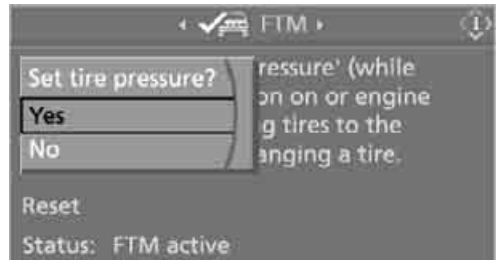 FTM
Set tire pressure?
Yes
No
ressure' (while
on on or engine
g tires to the
anging a tire.
Reset
Status: FTM active